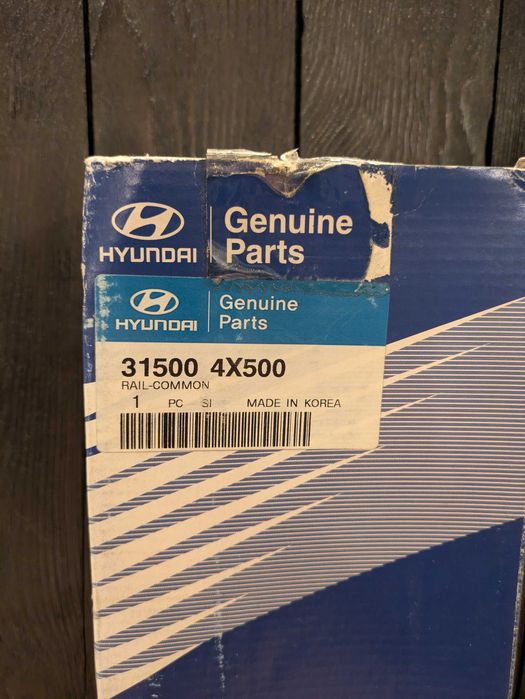 HYUNDAI
Genuine
Parts
HYUNDAI
Genuine
Parts
31500 4X500
RAIL-COMMON
1 PC SI MADE IN KOREA